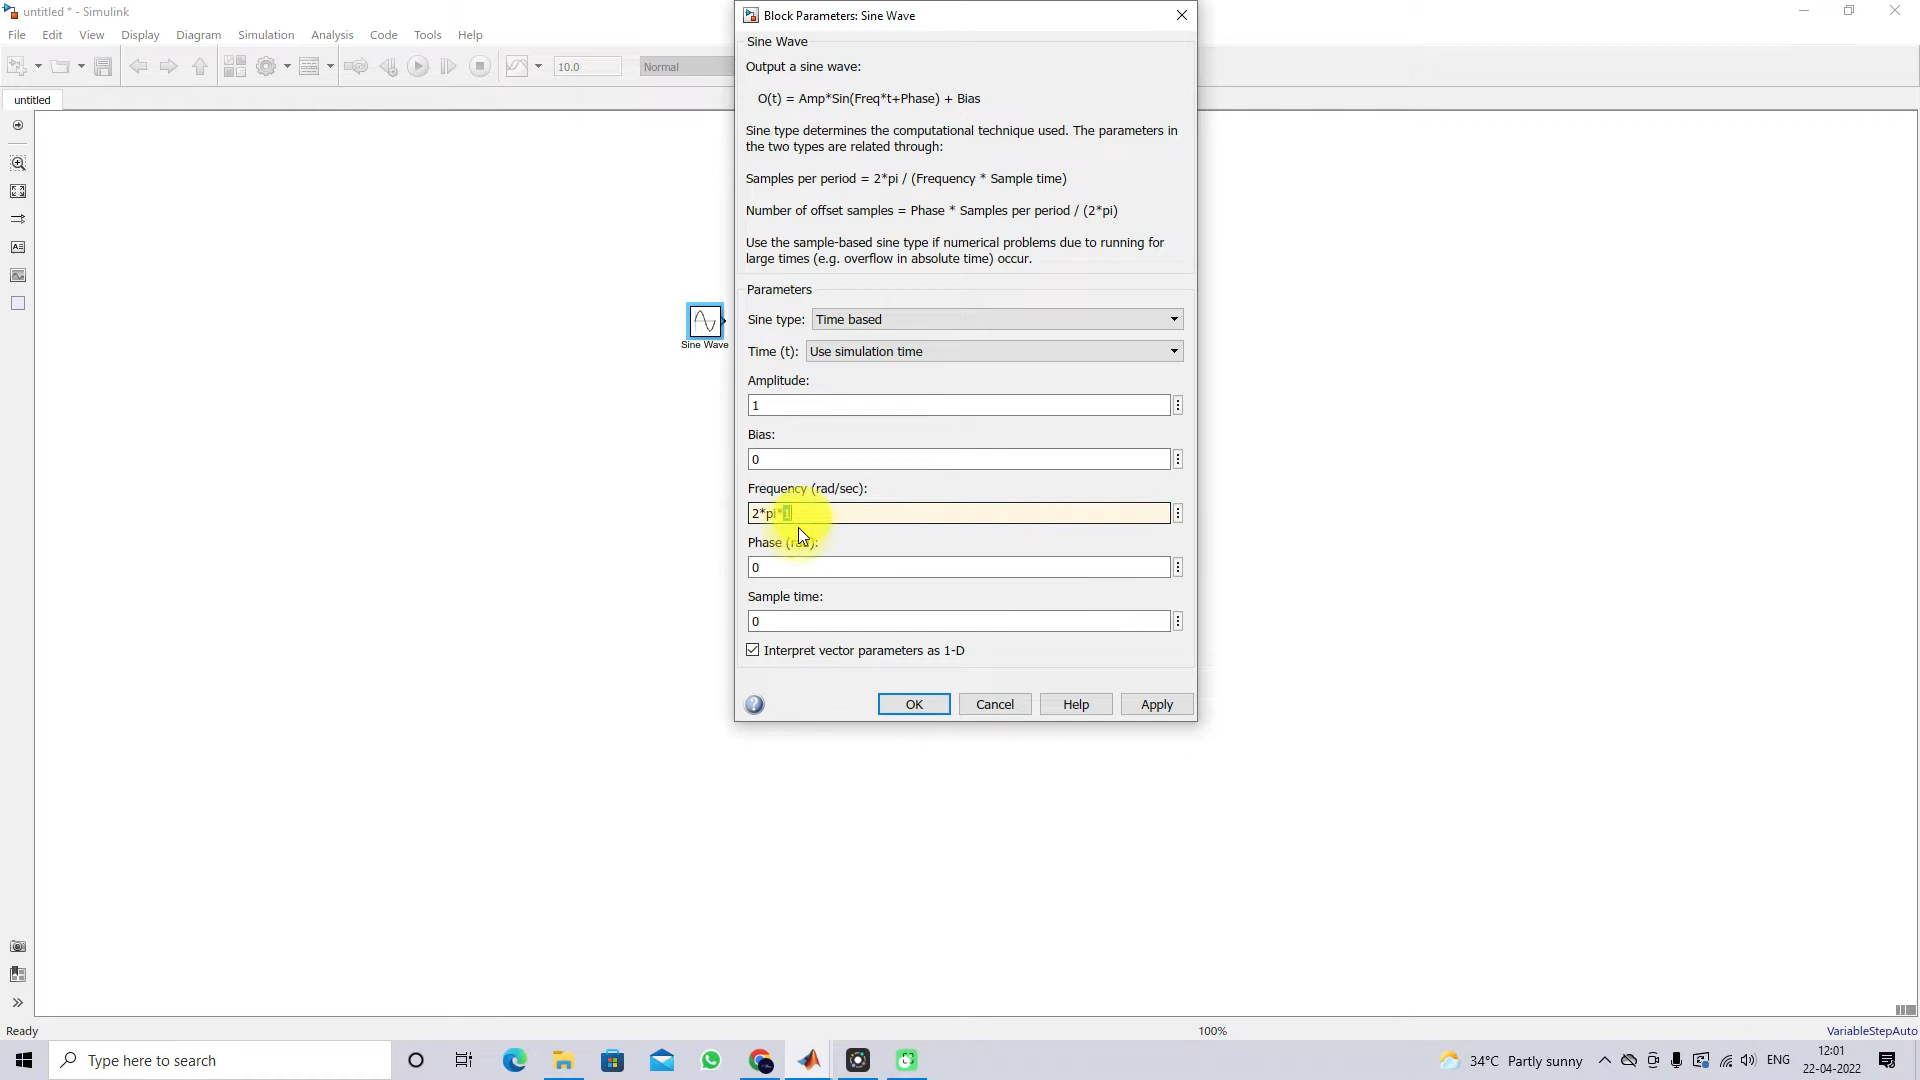 untitled * - Simulink
File Edit View Display Diagram Simulation Analysis Code Tools Help
10.0 Normal
untitled
Sine Wave
Block Parameters: Sine Wave
Sine Wave
Output a sine wave:
O(t) = Amp*Sin(Freq*t+Phase) + Bias
Sine type determines the computational technique used. The parameters in
the two types are related through:
Samples per period = 2*pi / (Frequency * Sample time)
Number of offset samples = Phase * Samples per period / (2*pi)
Use the sample-based sine type if numerical problems due to running for
large times (e.g. overflow in absolute time) occur.
Parameters
Sine type: Time based
Time (t): Use simulation time
Amplitude:
1
Bias:
0
Frequency (rad/sec):
2*pi*1
Phase (rad):
0
Sample time:
0
Interpret vector parameters as 1-D
OK Cancel Help Apply
Ready 100% VariableStepAuto
Type here to search
34°C Partly sunny ENG
12:01
22-04-2022